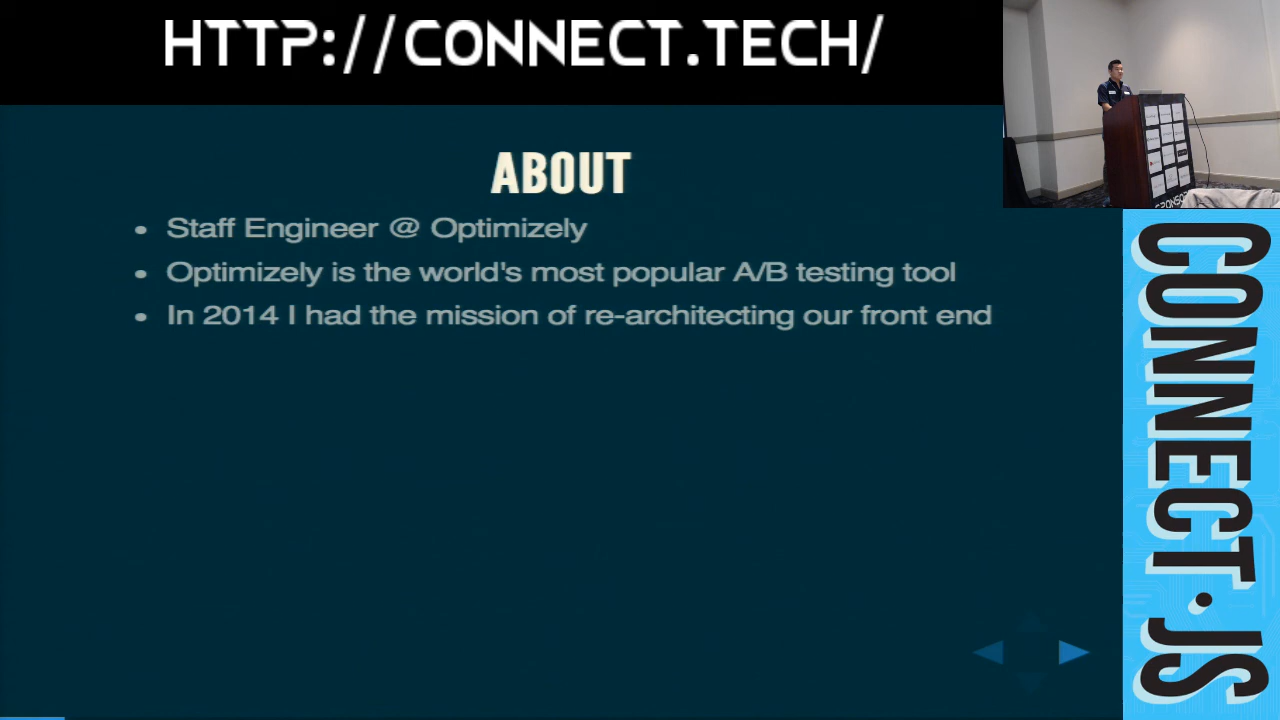 HTTP://CONNECT.TECH/
ABOUT
• Staff Engineer @ Optimizely
• Optimizely is the world's most popular A/B testing tool
• In 2014 I had the mission of re-architecting our front end
CONNECT·JS